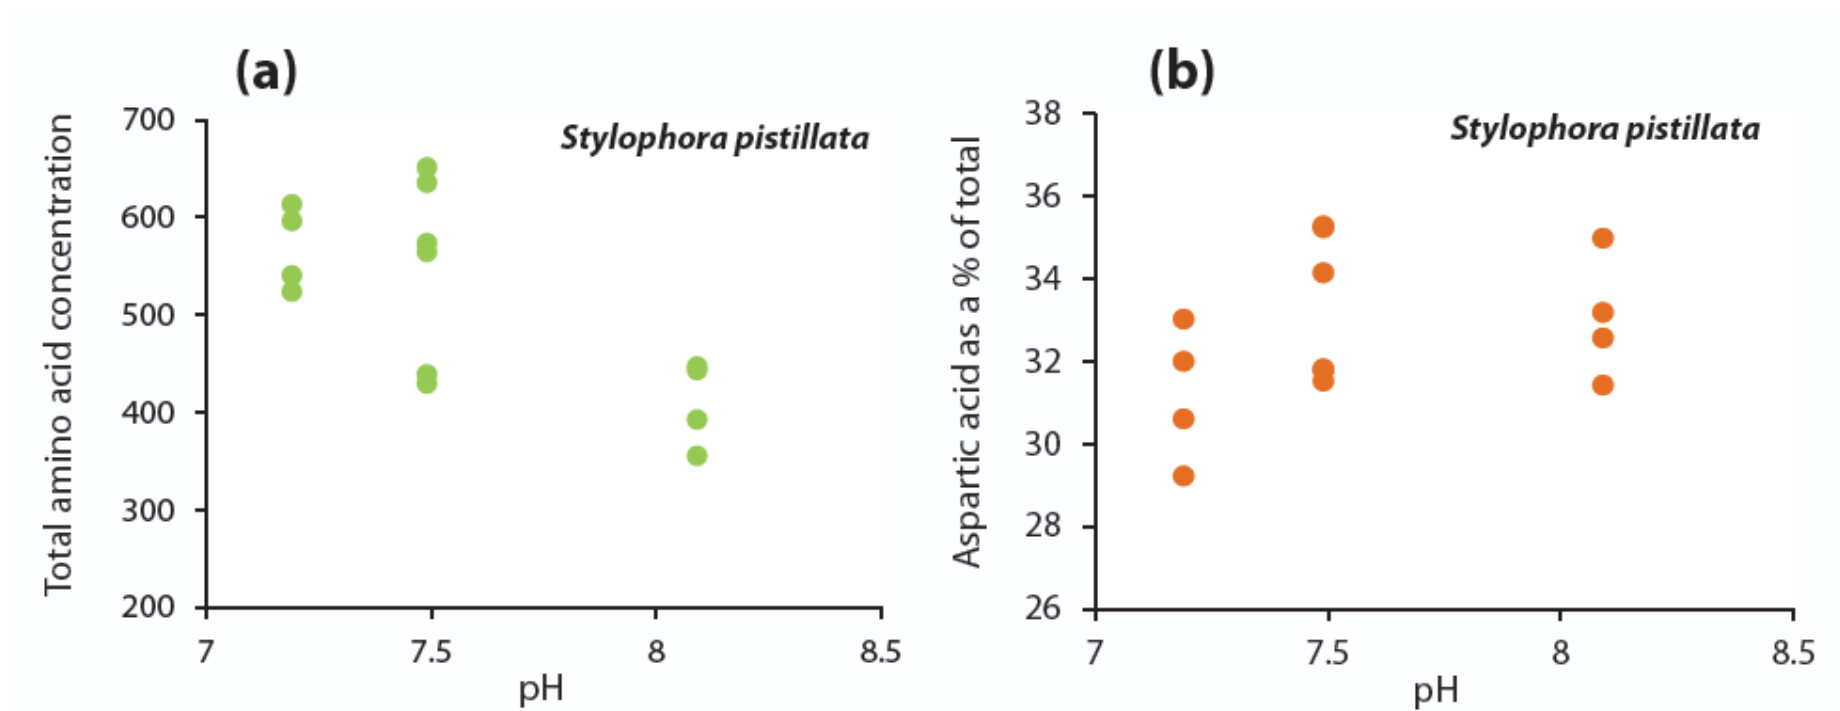 (a)
Stylophora pistillata
Total amino acid concentration
700
600
500
400
300
200
7
7.5
8
8.5
pH
(b)
Stylophora pistillata
Aspartic acid as a % of total
38
36
34
32
30
28
26
7
7.5
8
8.5
pH